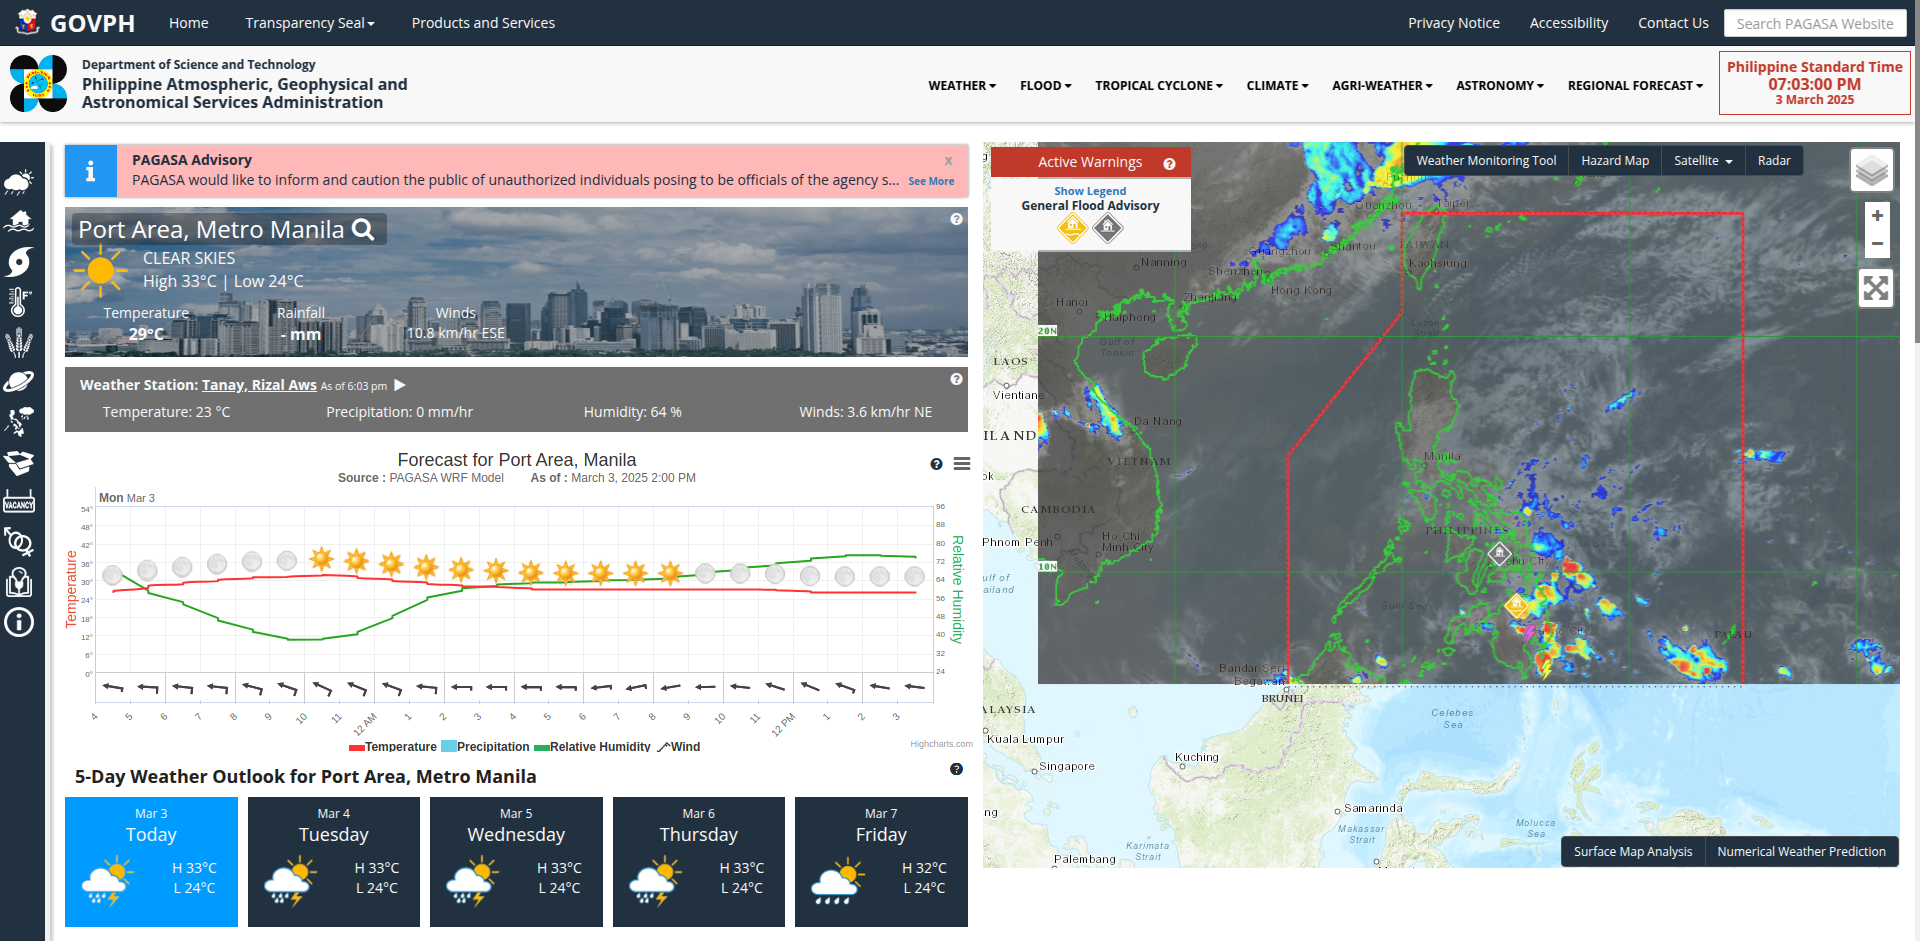 GOVPH
Home
Transparency Seal
Products and Services
Privacy Notice
Accessibility
Contact Us
Search PAGASA Website
Department of Science and Technology
Philippine Atmospheric, Geophysical and
Astronomical Services Administration
WEATHER
FLOOD
TROPICAL CYCLONE
CLIMATE
AGRI-WEATHER
ASTRONOMY
REGIONAL FORECAST
Philippine Standard Time
07:03:00 PM
3 March 2025
PAGASA Advisory
x
PAGASA would like to inform and caution the public of unauthorized individuals posing to be officials of the agency s... See More
Port Area, Metro Manila
CLEAR SKIES
High 33°C | Low 24°C
Temperature
29°C
Rainfall
- mm
Winds
10.8 km/hr ESE
Weather Station: Tanay, Rizal Aws As of 6:03 pm
Temperature: 23 °C
Precipitation: 0 mm/hr
Humidity: 64 %
Winds: 3.6 km/hr NE
Forecast for Port Area, Manila
Source : PAGASA WRF Model As of : March 3, 2025 2:00 PM
Mon Mar 3
Temperature
54°
48°
42°
36°
30°
24°
18°
12°
6°
0°
96
88
80
72
64
56
48
40
32
24
Relative Humidity
4
5
6
7
8
9
10
11
12 AM
1
2
3
4
5
6
7
8
9
10
11
12 PM
1
2
3
Temperature Precipitation Relative Humidity Wind
Highcharts.com
5-Day Weather Outlook for Port Area, Metro Manila
Mar 3
Today
H 33°C
L 24°C
Mar 4
Tuesday
H 33°C
L 24°C
Mar 5
Wednesday
H 33°C
L 24°C
Mar 6
Thursday
H 33°C
L 24°C
Mar 7
Friday
H 32°C
L 24°C
VACANCY
Active Warnings
Show Legend
General Flood Advisory
Weather Monitoring Tool
Hazard Map
Satellite
Radar
+
−
Quanzhou
Taipei
TAIWAN
Guangzhou
Shantou
Kaohsiung
Nanning
Shenzhen
Hong Kong
Zhanjiang
Hanoi
Haiphong
Luzon
Strait
20N
Gulf of
Tonkin
LAOS
Vientiane
ILAND
Da Nang
VIETNAM
Manila
CAMBODIA
Phnom Penh
Ho Chi
Minh City
PHILIPPINES
ebu City
10N
ulf of
ailand
Sulu Sea
PALAU
Bandar Seri
Begawan
BRUNEI
ALAYSIA
Kuala Lumpur
Singapore
Kuching
Celebes
Sea
Samarinda
Makassar
Strait
Molucca
Sea
Karimata
Strait
Palembang
ng
Surface Map Analysis
Numerical Weather Prediction